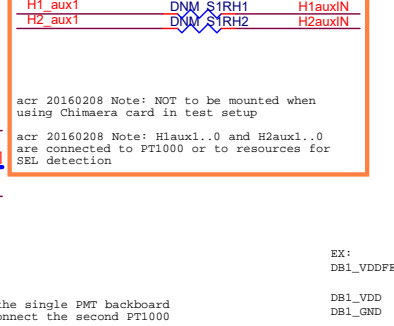 H1_aux1 DNM S1RH1 H1auxIN
H2_aux1 DNM S1RH2 H2auxIN
acr 20160208 Note: NOT to be mounted when
using Chimaera card in test setup
acr 20160208 Note: H1aux1..0 and H2aux1..0
are connected to PT1000 or to resources for
SEL detection
EX:
DB1_VDDFE
DB1_VDD
DB1_GND
the single PMT backboard
connect the second PT1000